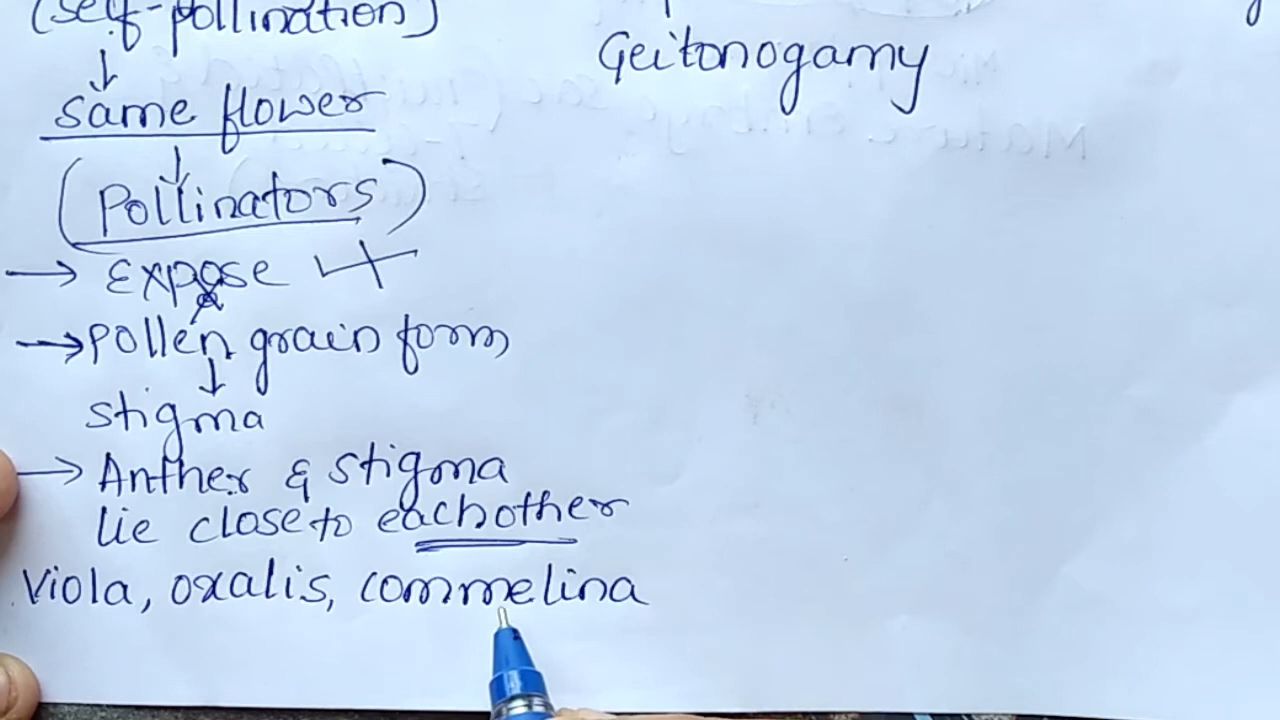 (self-pollination)
same flower
(Pollinators)
→ Expose
→ pollen grain form
↓
stigma
→ Anther & stigma
lie close to eachother
Viola, oxalis, commelina
Geitonogamy